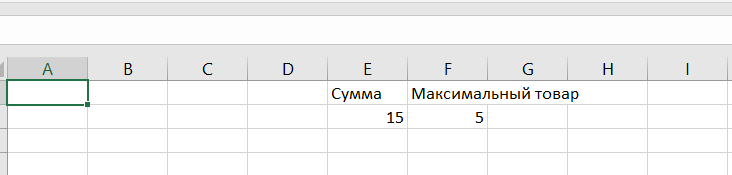 A B C D E F G H I
Сумма Максимальный товар
15 5